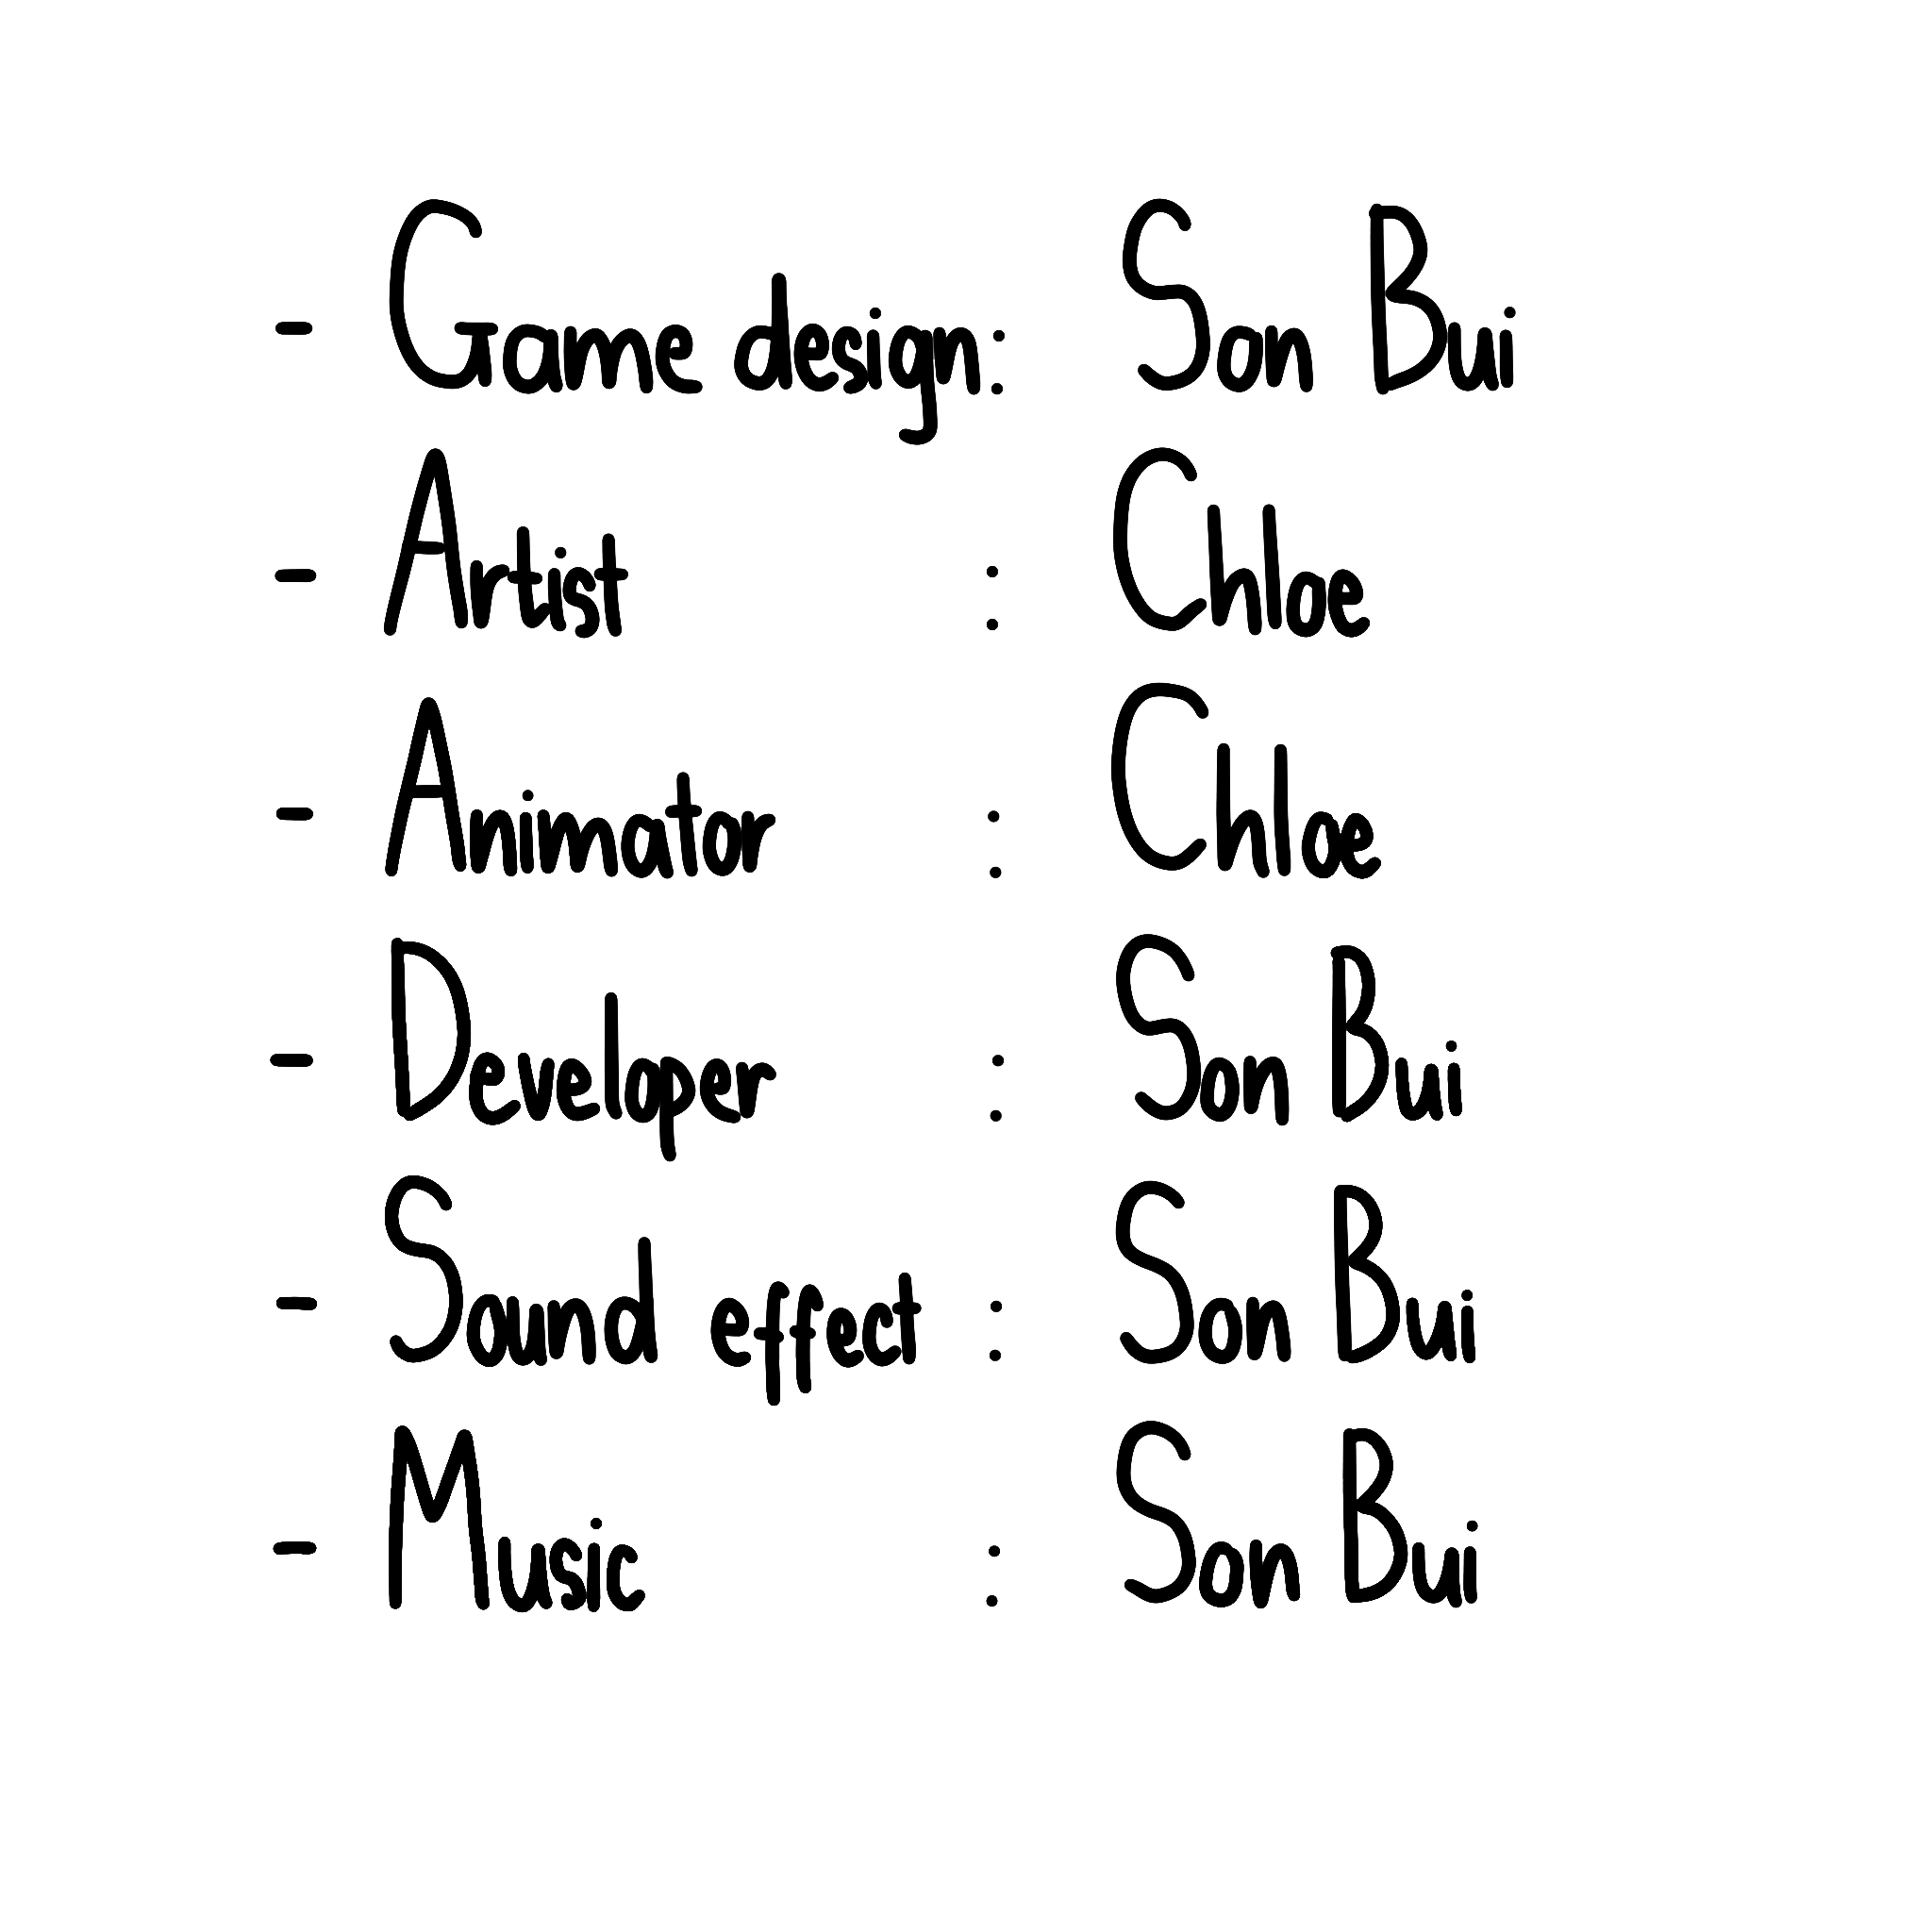 - Game design: Son Bui
- Artist : Chloe
- Animator : Chloe
- Developer : Son Bui
- Sound effect : Son Bui
- Music : Son Bui